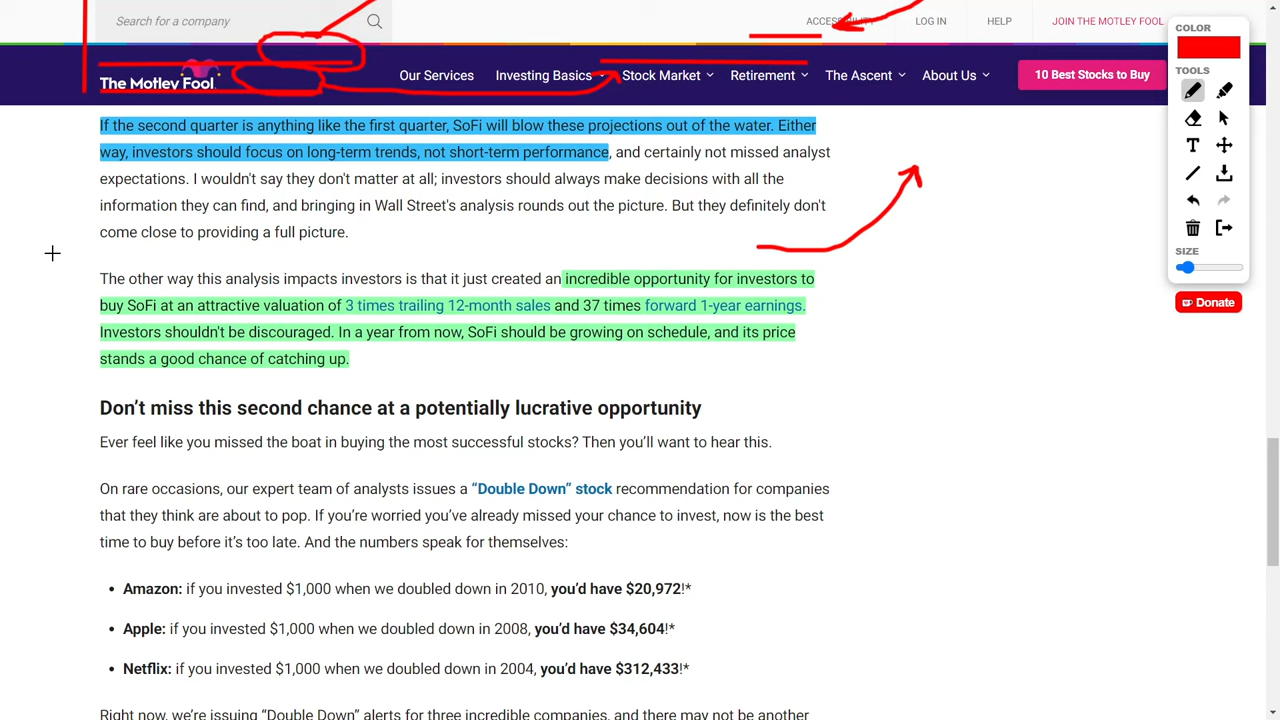 Search for a company
ACCESSIBILITY LOG IN HELP JOIN THE MOTLEY FOOL
The Motley Fool. Our Services Investing Basics Stock Market Retirement The Ascent About Us 10 Best Stocks to Buy
COLOR
TOOLS
T
SIZE
Donate
If the second quarter is anything like the first quarter, SoFi will blow these projections out of the water. Either
way, investors should focus on long-term trends, not short-term performance, and certainly not missed analyst
expectations. I wouldn't say they don't matter at all; investors should always make decisions with all the
information they can find, and bringing in Wall Street's analysis rounds out the picture. But they definitely don't
come close to providing a full picture.
The other way this analysis impacts investors is that it just created an incredible opportunity for investors to
buy SoFi at an attractive valuation of 3 times trailing 12-month sales and 37 times forward 1-year earnings.
Investors shouldn't be discouraged. In a year from now, SoFi should be growing on schedule, and its price
stands a good chance of catching up.
Don’t miss this second chance at a potentially lucrative opportunity
Ever feel like you missed the boat in buying the most successful stocks? Then you’ll want to hear this.
On rare occasions, our expert team of analysts issues a “Double Down” stock recommendation for companies
that they think are about to pop. If you’re worried you’ve already missed your chance to invest, now is the best
time to buy before it’s too late. And the numbers speak for themselves:
• Amazon: if you invested $1,000 when we doubled down in 2010, you’d have $20,972!*
• Apple: if you invested $1,000 when we doubled down in 2008, you’d have $34,604!*
• Netflix: if you invested $1,000 when we doubled down in 2004, you’d have $312,433!*
Right now, we’re issuing “Double Down” alerts for three incredible companies, and there may not be another